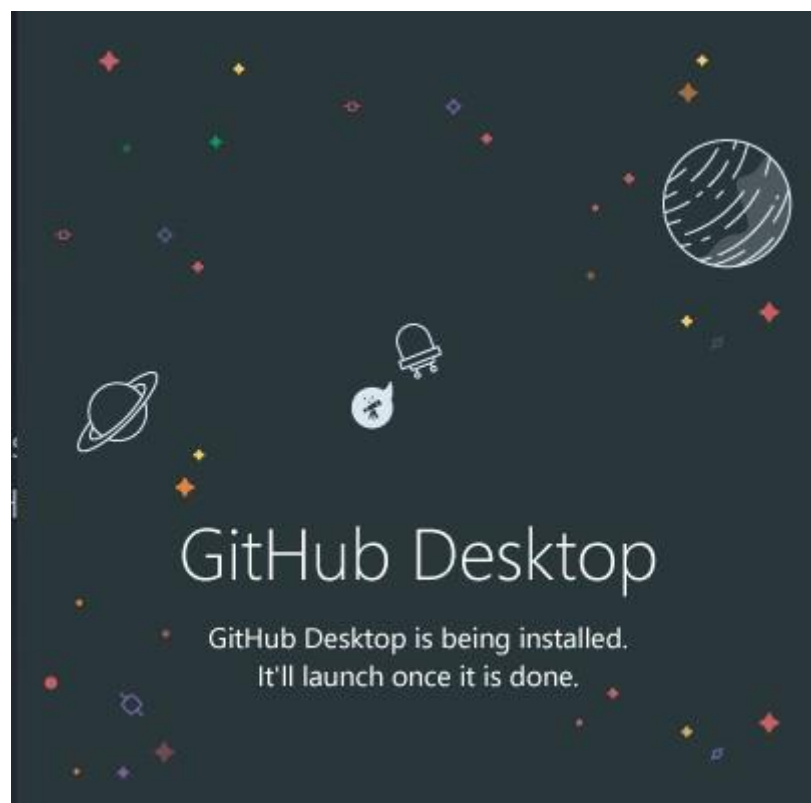 GitHub Desktop
GitHub Desktop is being installed.
It'll launch once it is done.